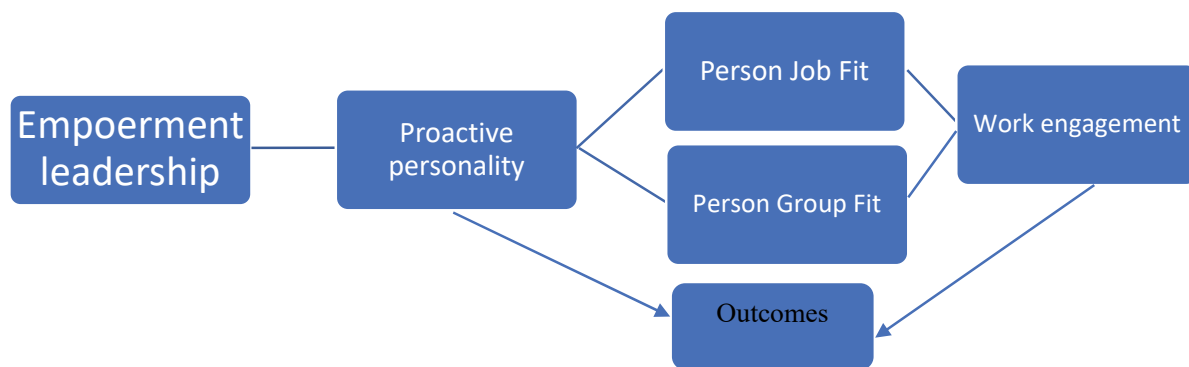 Empoerment
leadership
Proactive
personality
Person Job Fit
Person Group Fit
Work engagement
Outcomes